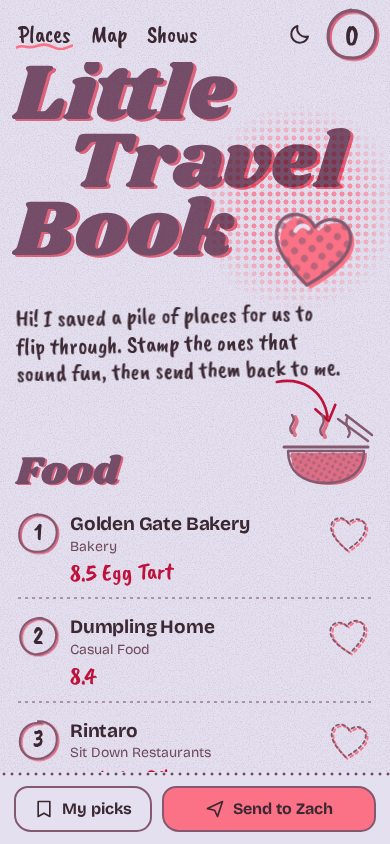 Places Map Shows 0
Little
Travel
Book
Hi! I saved a pile of places for us to
flip through. Stamp the ones that
sound fun, then send them back to me.
Food
1 Golden Gate Bakery
Bakery
8.5 Egg Tart
2 Dumpling Home
Casual Food
8.4
3 Rintaro
Sit Down Restaurants
My picks Send to Zach